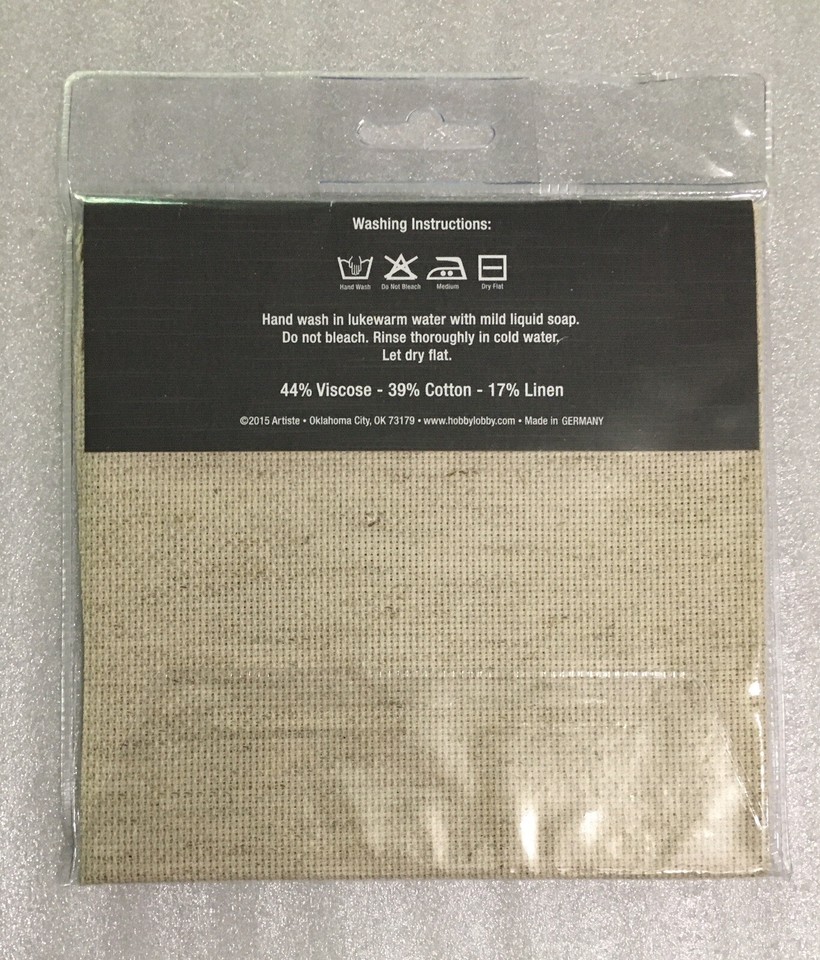 Washing Instructions:
Hand Wash Do Not Bleach Medium Dry Flat
Hand wash in lukewarm water with mild liquid soap.
Do not bleach. Rinse thoroughly in cold water.
Let dry flat.
44% Viscose - 39% Cotton - 17% Linen
©2015 Artiste • Oklahoma City, OK 73179 • www.hobbylobby.com • Made in GERMANY